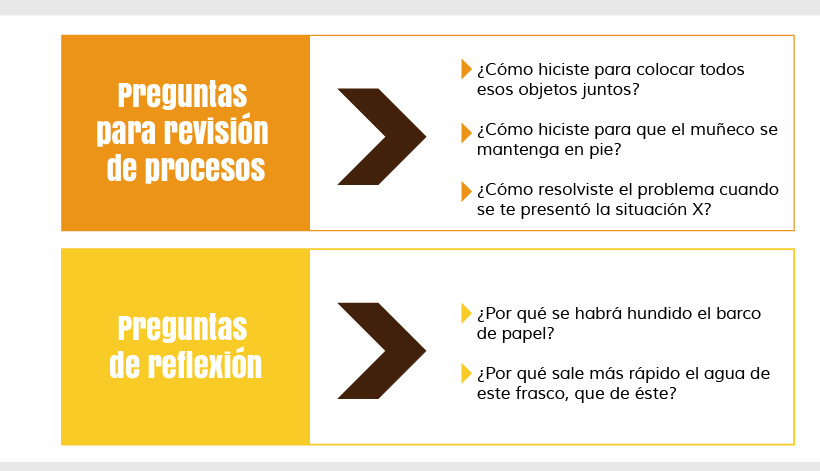 Preguntas
para revisión
de procesos
¿Cómo hiciste para colocar todos
esos objetos juntos?
¿Cómo hiciste para que el muñeco se
mantenga en pie?
¿Cómo resolviste el problema cuando
se te presentó la situación X?
Preguntas
de reflexión
¿Por qué se habrá hundido el barco
de papel?
¿Por qué sale más rápido el agua de
este frasco, que de éste?